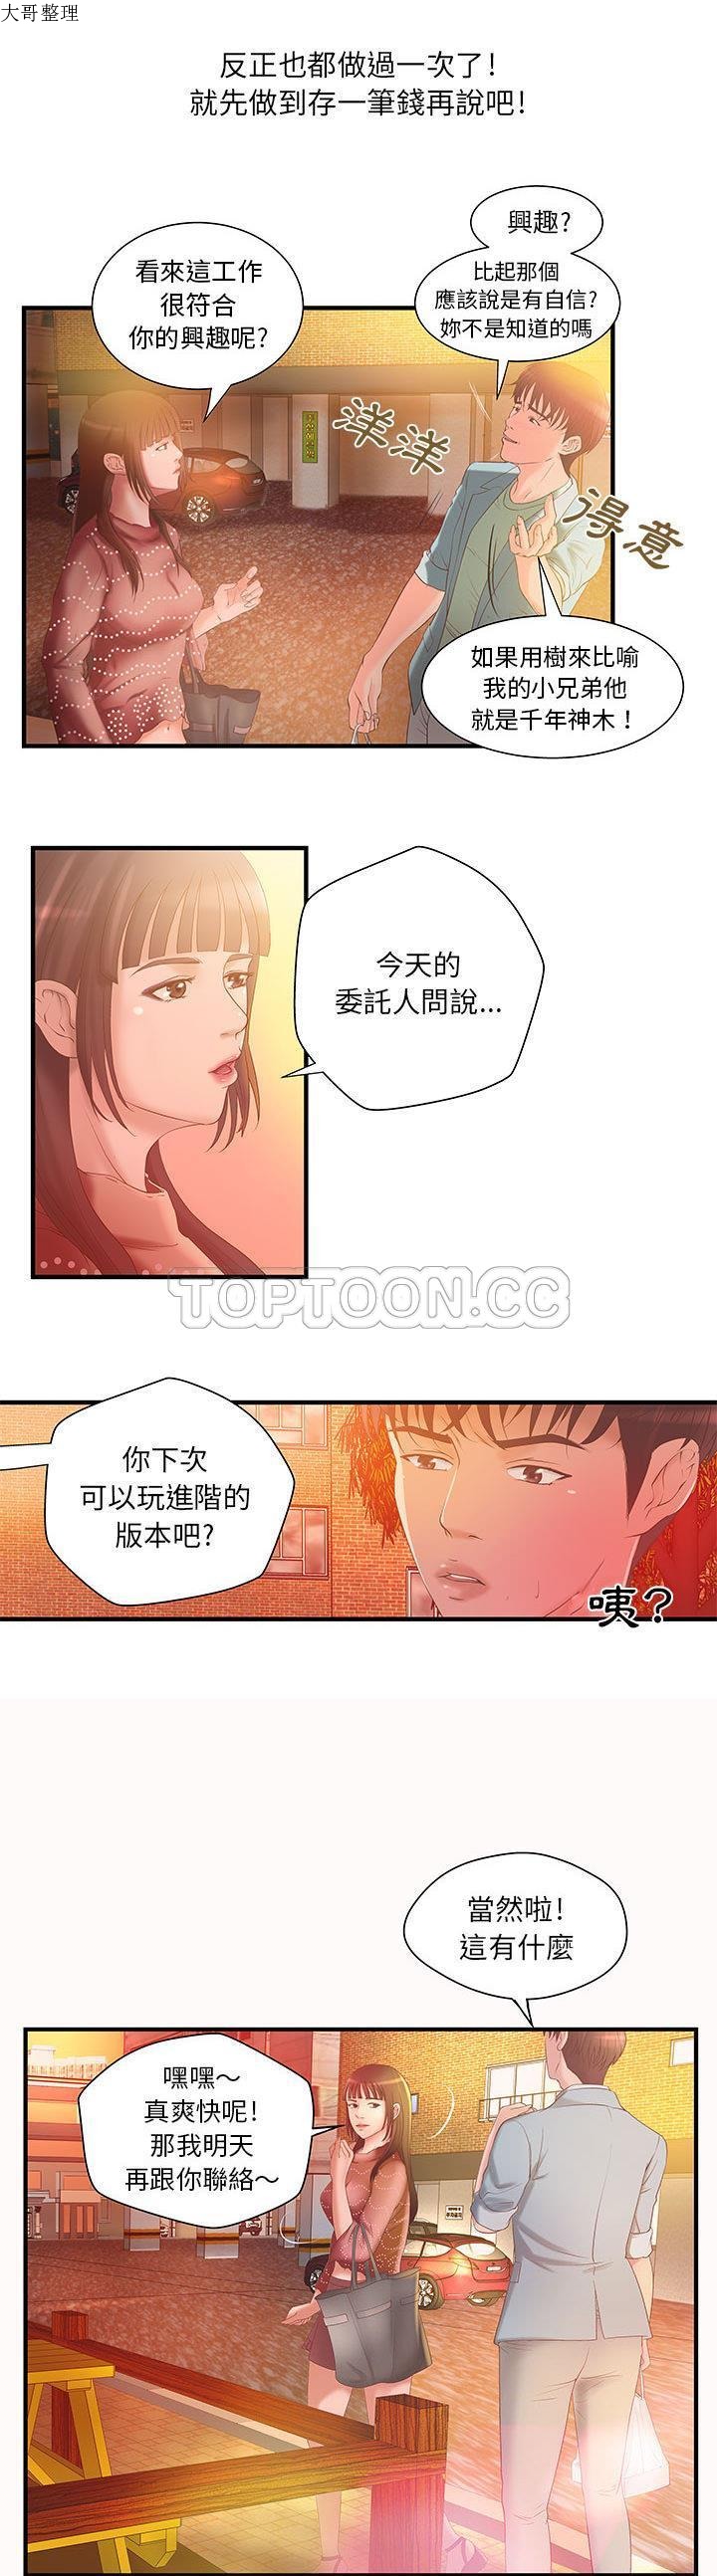 大哥整理
反正也都做過一次了!
就先做到存一筆錢再說吧!
看來這工作
很符合
你的興趣呢?
興趣?
比起那個
應該說是有自信?
妳不是知道的嗎
洋洋
得意
如果用樹來比喻
我的小兄弟他
就是千年神木!
今天的
委託人問說...
TOPTOON.CC
你下次
可以玩進階的
版本吧?
咦?
當然啦!
這有什麼
嘿嘿~
真爽快呢!
那我明天
再跟你聯絡~